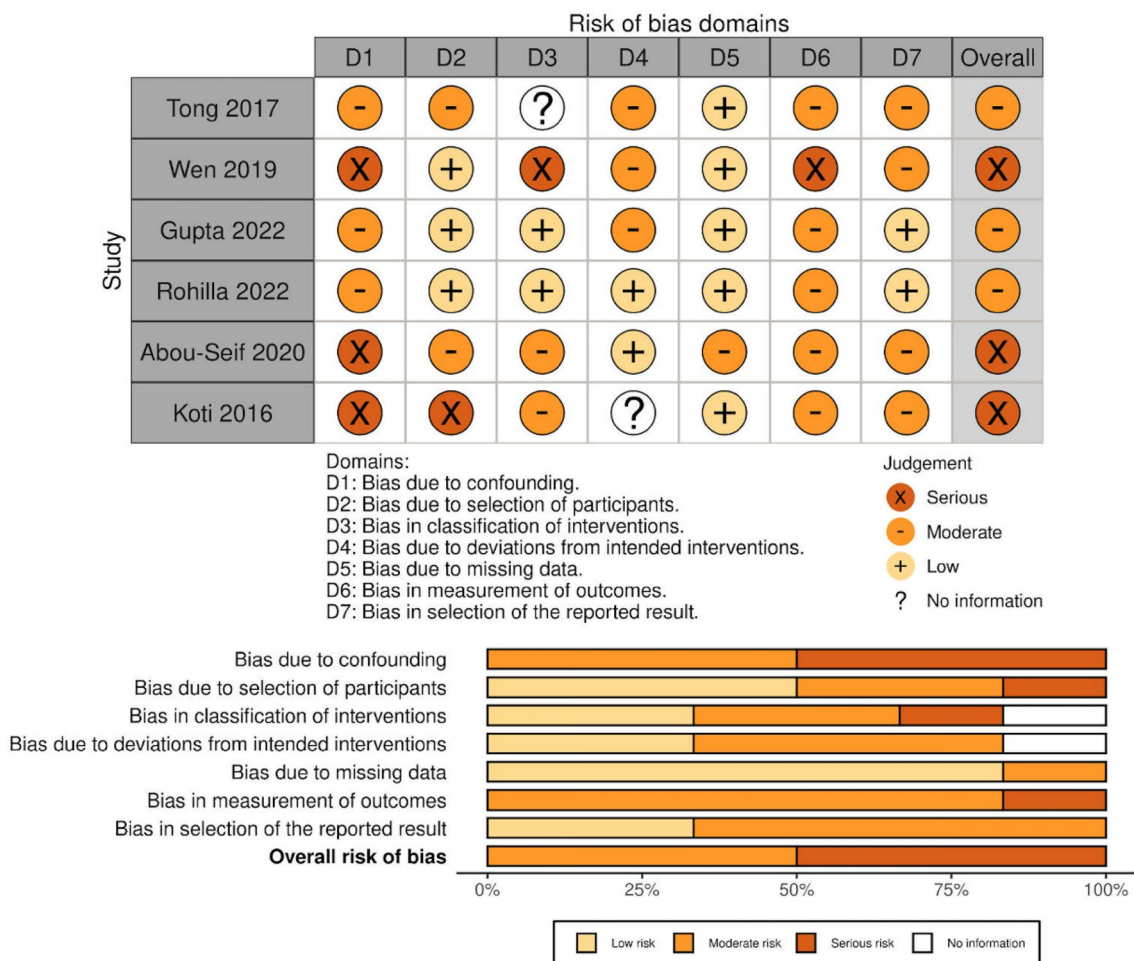 Risk of bias domains
D1 D2 D3 D4 D5 D6 D7 Overall
Study
Tong 2017 - - ? - + - - -
Wen 2019 X + X - + X - X
Gupta 2022 - + + - + - + -
Rohilla 2022 - + + + + - + -
Abou-Seif 2020 X - - + - - - X
Koti 2016 X X - ? + - - X
Domains:
D1: Bias due to confounding.
D2: Bias due to selection of participants.
D3: Bias in classification of interventions.
D4: Bias due to deviations from intended interventions.
D5: Bias due to missing data.
D6: Bias in measurement of outcomes.
D7: Bias in selection of the reported result.
Judgement
X Serious
- Moderate
+ Low
? No information
Bias due to confounding
Bias due to selection of participants
Bias in classification of interventions
Bias due to deviations from intended interventions
Bias due to missing data
Bias in measurement of outcomes
Bias in selection of the reported result
Overall risk of bias
0% 25% 50% 75% 100%
Low risk Moderate risk Serious risk No information